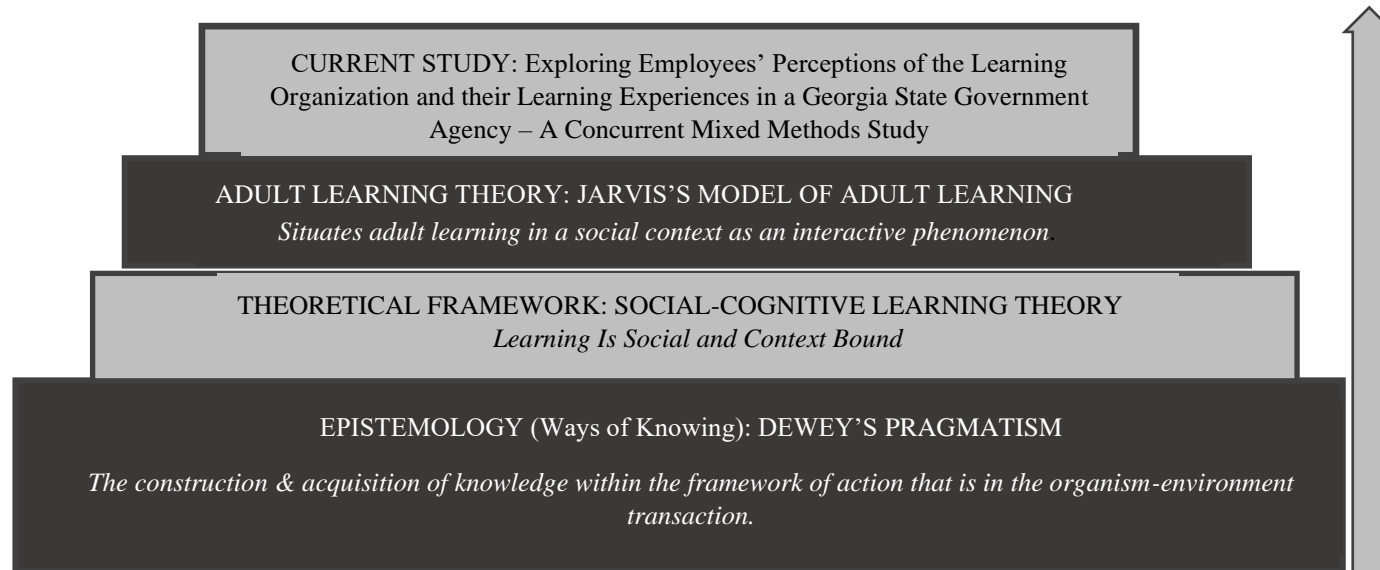 CURRENT STUDY: Exploring Employees’ Perceptions of the Learning
Organization and their Learning Experiences in a Georgia State Government
Agency – A Concurrent Mixed Methods Study
ADULT LEARNING THEORY: JARVIS’S MODEL OF ADULT LEARNING
Situates adult learning in a social context as an interactive phenomenon.
THEORETICAL FRAMEWORK: SOCIAL-COGNITIVE LEARNING THEORY
Learning Is Social and Context Bound
EPISTEMOLOGY (Ways of Knowing): DEWEY’S PRAGMATISM
The construction & acquisition of knowledge within the framework of action that is in the organism-environment
transaction.